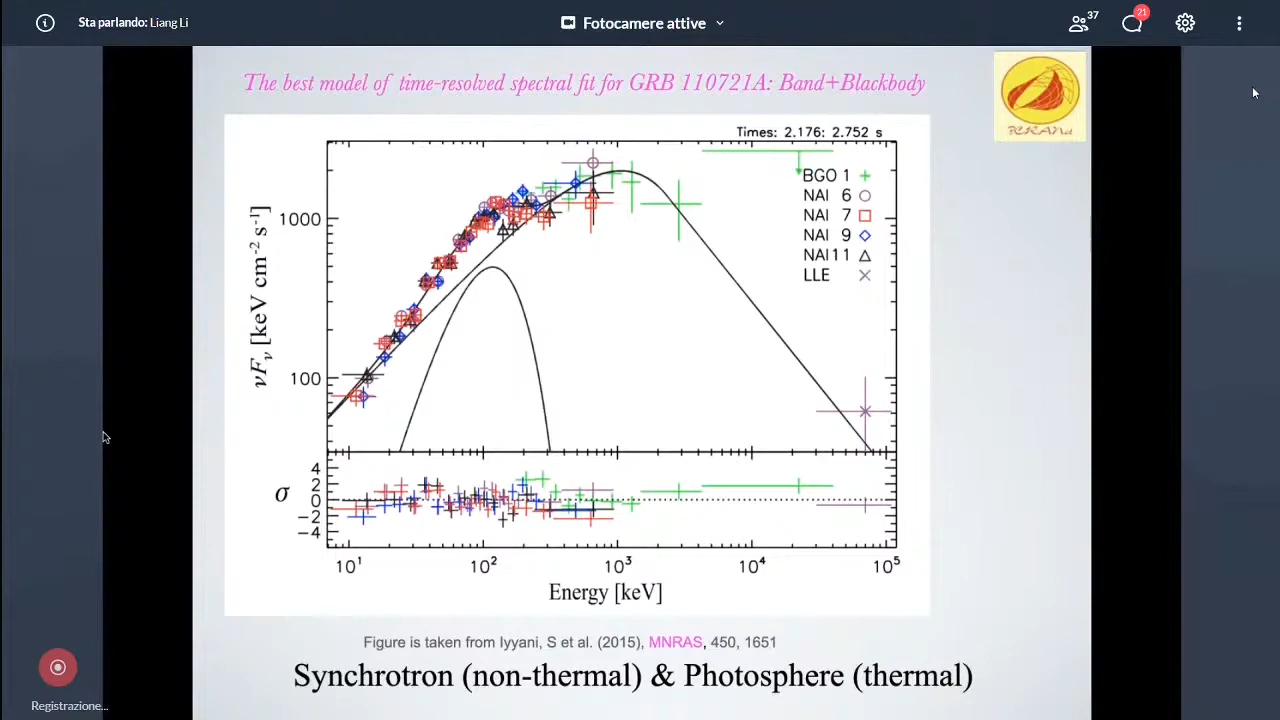 Sta parlando: Liang Li
Fotocamere attive
37
21
The best model of time-resolved spectral fit for GRB 110721A: Band+Blackbody
Times: 2.176: 2.752 s
BGO 1
NAI 6
NAI 7
NAI 9
NAI 11
LLE
νFν [keV cm-2 s-1]
1000
100
σ
4
2
0
−2
−4
10¹ 10² 10³ 10⁴ 10⁵
Energy [keV]
Figure is taken from Iyyani, S et al. (2015), MNRAS, 450, 1651
Synchrotron (non-thermal) & Photosphere (thermal)
Registrazione...